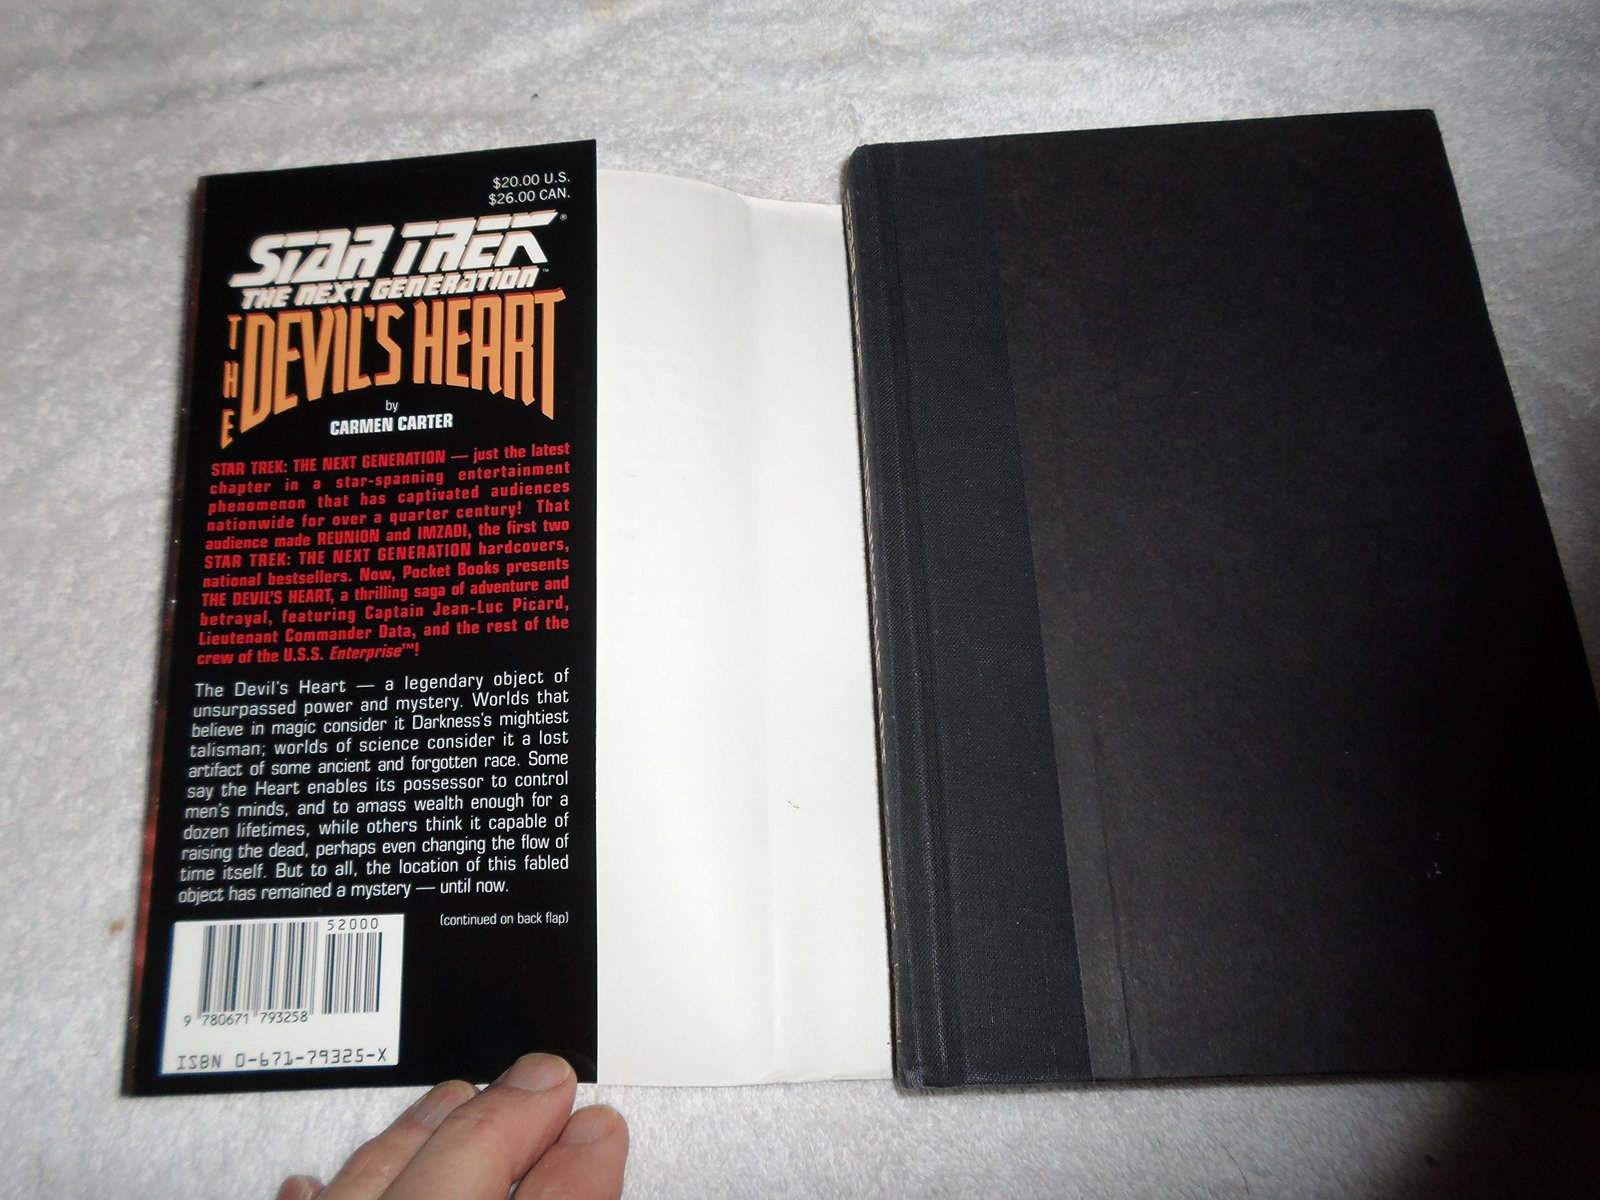 $20.00 U.S.
$26.00 CAN.
STAR TREK®
THE NEXT GENERATION™
THE DEVIL'S HEART
by
CARMEN CARTER
STAR TREK: THE NEXT GENERATION — just the latest
chapter in a star-spanning entertainment
phenomenon that has captivated audiences
nationwide for over a quarter century! That
audience made REUNION and IMZADI, the first two
STAR TREK: THE NEXT GENERATION hardcovers,
national bestsellers. Now, Pocket Books presents
THE DEVIL'S HEART, a thrilling saga of adventure and
betrayal, featuring Captain Jean-Luc Picard,
Lieutenant Commander Data, and the rest of the
crew of the U.S.S. Enterprise™!
The Devil's Heart — a legendary object of
unsurpassed power and mystery. Worlds that
believe in magic consider it Darkness's mightiest
talisman; worlds of science consider it a lost
artifact of some ancient and forgotten race. Some
say the Heart enables its possessor to control
men's minds, and to amass wealth enough for a
dozen lifetimes, while others think it capable of
raising the dead, perhaps even changing the flow of
time itself. But to all, the location of this fabled
object has remained a mystery — until now.
(continued on back flap)
52000
9 780671 793258
ISBN 0-671-79325-X